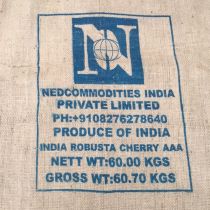 N
NEDCOMMODITIES INDIA
PRIVATE LIMITED
PH:+9108276278640
PRODUCE OF INDIA
INDIA ROBUSTA CHERRY AAA
NETT WT:60.00 KGS
GROSS WT:60.70 KGS